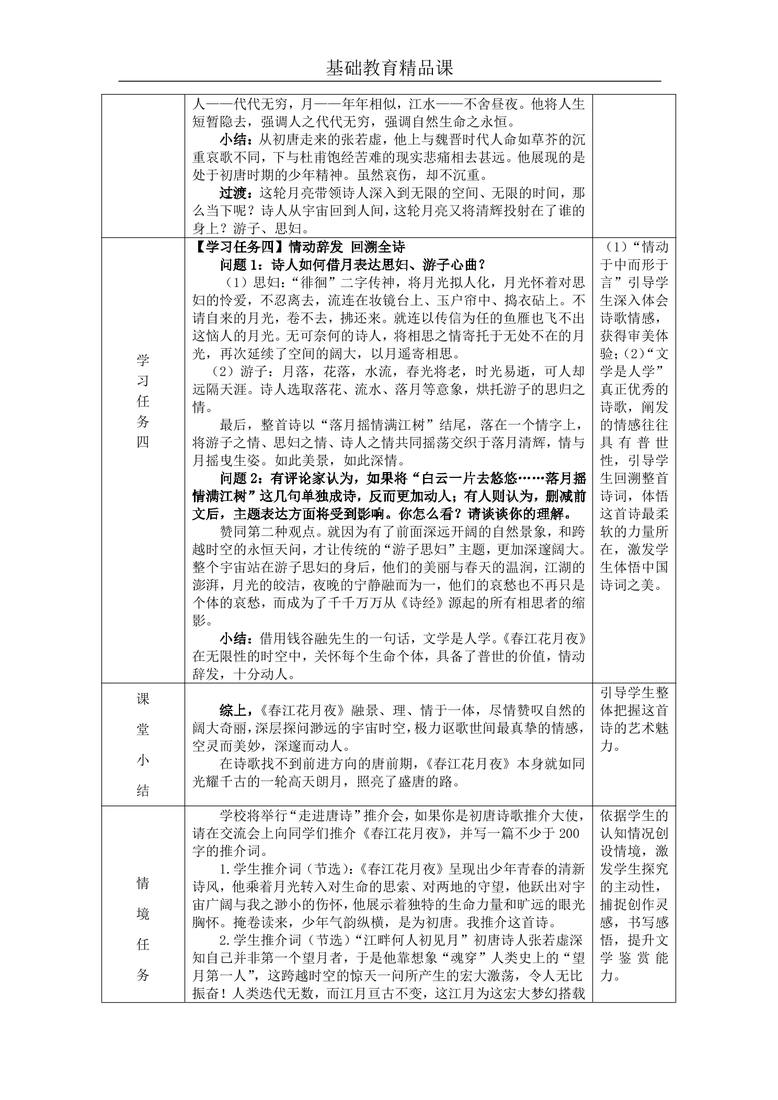 基础教育精品课
人——代代无穷，月——年年相似，江水——不舍昼夜。他将人生
短暂隐去，强调人之代代无穷，强调自然生命之永恒。
小结：从初唐走来的张若虚，他上与魏晋时代人命如草芥的沉
重哀歌不同，下与杜甫饱经苦难的现实悲痛相去甚远。他展现的是
处于初唐时期的少年精神。虽然哀伤，却不沉重。
过渡：这轮月亮带领诗人深入到无限的空间、无限的时间，那
么当下呢？诗人从宇宙回到人间，这轮月亮又将清辉投射在了谁的
身上？游子、思妇。
学
习
任
务
四
【学习任务四】情动辞发 回溯全诗
问题1：诗人如何借月表达思妇、游子心曲？
（1）思妇：“徘徊”二字传神，将月光拟人化，月光怀着对思
妇的怜爱，不忍离去，流连在妆镜台上、玉户帘中、捣衣砧上。不
请自来的月光，卷不去，拂还来。就连以传信为任的鱼雁也飞不出
这恼人的月光。无可奈何的诗人，将相思之情寄托于无处不在的月
光，再次延续了空间的阔大，以月遥寄相思。
（2）游子：月落，花落，水流，春光将老，时光易逝，可人却
远隔天涯。诗人选取落花、流水、落月等意象，烘托游子的思归之
情。
最后，整首诗以“落月摇情满江树”结尾，落在一个情字上，
将游子之情、思妇之情、诗人之情共同摇荡交织于落月清辉，情与
月摇曳生姿。如此美景，如此深情。
问题2：有评论家认为，如果将“白云一片去悠悠……落月摇
情满江树”这几句单独成诗，反而更加动人；有人则认为，删减前
文后，主题表达方面将受到影响。你怎么看？请谈谈你的理解。
赞同第二种观点。就因为有了前面深远开阔的自然景象，和跨
越时空的永恒天问，才让传统的“游子思妇”主题，更加深邃阔大。
整个宇宙站在游子思妇的身后，他们的美丽与春天的温润，江湖的
澎湃，月光的皎洁，夜晚的宁静融而为一，他们的哀愁也不再只是
个体的哀愁，而成为了千千万万从《诗经》源起的所有相思者的缩
影。
小结：借用钱谷融先生的一句话，文学是人学。《春江花月夜》
在无限性的时空中，关怀每个生命个体，具备了普世的价值，情动
辞发，十分动人。
（1）“情动
于中而形于
言”引导学
生深入体会
诗歌情感，
获得审美体
验；（2）“文
学是人学”
真正优秀的
诗歌，阐发
的情感往往
具有普世
性，引导学
生回溯整首
诗词，体悟
这首诗最柔
软的力量所
在，激发学
生体悟中国
诗词之美。
课
堂
小
结
综上，《春江花月夜》融景、理、情于一体，尽情赞叹自然的
阔大奇丽，深层探问渺远的宇宙时空，极力讴歌世间最真挚的情感，
空灵而美妙，深邃而动人。
在诗歌找不到前进方向的唐前期，《春江花月夜》本身就如同
光耀千古的一轮高天朗月，照亮了盛唐的路。
引导学生整
体把握这首
诗的艺术魅
力。
情
境
任
务
学校将举行“走进唐诗”推介会，如果你是初唐诗歌推介大使，
请在交流会上向同学们推介《春江花月夜》，并写一篇不少于 200
字的推介词。
1.学生推介词（节选）：《春江花月夜》呈现出少年青春的清新
诗风，他乘着月光转入对生命的思索、对两地的守望，他跃出对宇
宙广阔与我之渺小的伤怀，他展示着独特的生命力量和旷远的眼光
胸怀。掩卷读来，少年气韵纵横，是为初唐。我推介这首诗。
2.学生推介词（节选）“江畔何人初见月”初唐诗人张若虚深
知自己并非第一个望月者，于是他靠想象“魂穿”人类史上的“望
月第一人”，这跨越时空的惊天一问所产生的宏大激荡，令人无比
振奋！人类迭代无数，而江月亘古不变，这江月为这宏大梦幻搭载
依据学生的
认知情况创
设情境，激
发学生探究
的主动性，
捕捉创作灵
感，书写感
悟，提升文
学鉴赏能
力。